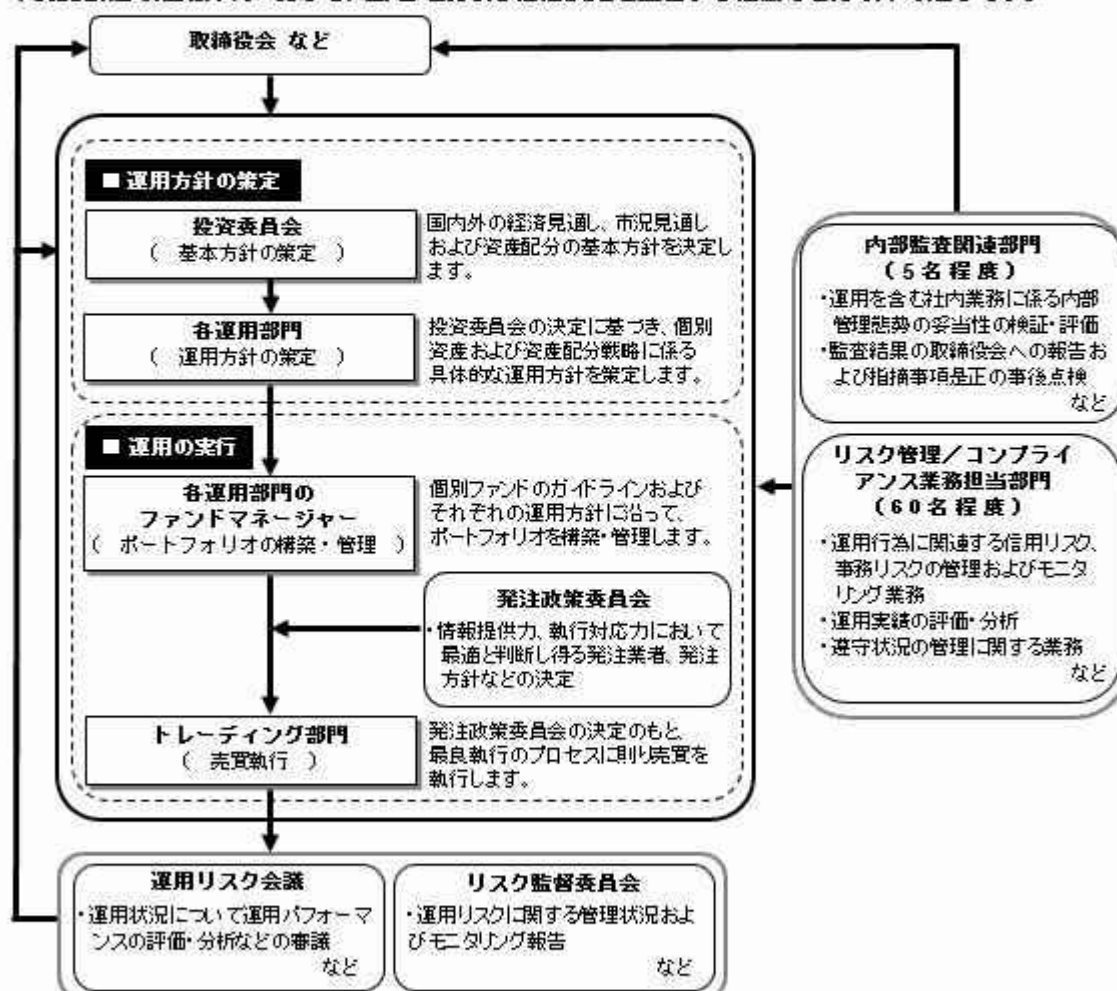 取締役会 など
■ 運用方針の策定
投資委員会
( 基本方針の策定 )
国内外の経済見通し、市況見通し
および資産配分の基本方針を決定し
ます。
各運用部門
( 運用方針の策定 )
投資委員会の決定に基づき、個別
資産および資産配分戦略に係る
具体的な運用方針を策定します。
■ 運用の実行
各運用部門の
ファンドマネージャー
( ポートフォリオの構築・管理 )
個別ファンドのガイドラインおよび
それぞれの運用方針に沿って、
ポートフォリオを構築・管理します。
発注政策委員会
・情報提供力、執行対応力において
最適と判断し得る発注業者、発注
方針などの決定
トレーディング部門
( 売買執行 )
発注政策委員会の決定のもと、
最良執行のプロセスに則り売買を
執行します。
運用リスク会議
・運用状況について運用パフォーマ
ンスの評価・分析などの審議
など
リスク監督委員会
・運用リスクに関する管理状況およ
びモニタリング報告
など
内部監査関連部門
(5名程度)
・運用を含む社内業務に係る内部
管理態勢の妥当性の検証・評価
・監査結果の取締役会への報告お
よび指摘事項是正の事後点検
など
リスク管理/コンプライ
アンス業務担当部門
(60名程度)
・運用行為に関連する信用リスク、
事務リスクの管理およびモニタ
リング業務
・運用実績の評価・分析
・遵守状況の管理に関する業務
など